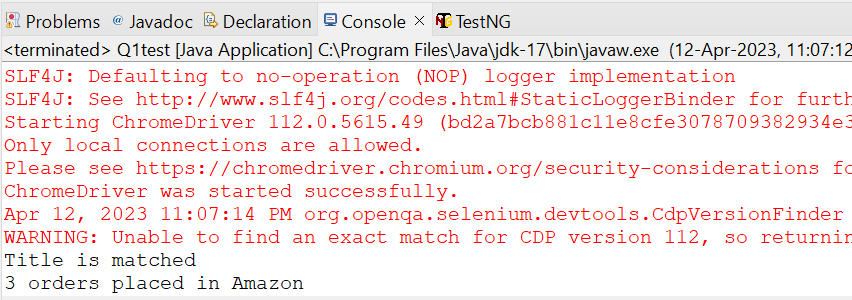 Problems @ Javadoc Declaration Console × TestNG
<terminated> Q1test [Java Application] C:\Program Files\Java\jdk-17\bin\javaw.exe (12-Apr-2023, 11:07:12
SLF4J: Defaulting to no-operation (NOP) logger implementation
SLF4J: See http://www.slf4j.org/codes.html#StaticLoggerBinder for furth
Starting ChromeDriver 112.0.5615.49 (bd2a7bcb881c11e8cfe3078709382934e3
Only local connections are allowed.
Please see https://chromedriver.chromium.org/security-considerations fo
ChromeDriver was started successfully.
Apr 12, 2023 11:07:14 PM org.openqa.selenium.devtools.CdpVersionFinder
WARNING: Unable to find an exact match for CDP version 112, so returnin
Title is matched
3 orders placed in Amazon